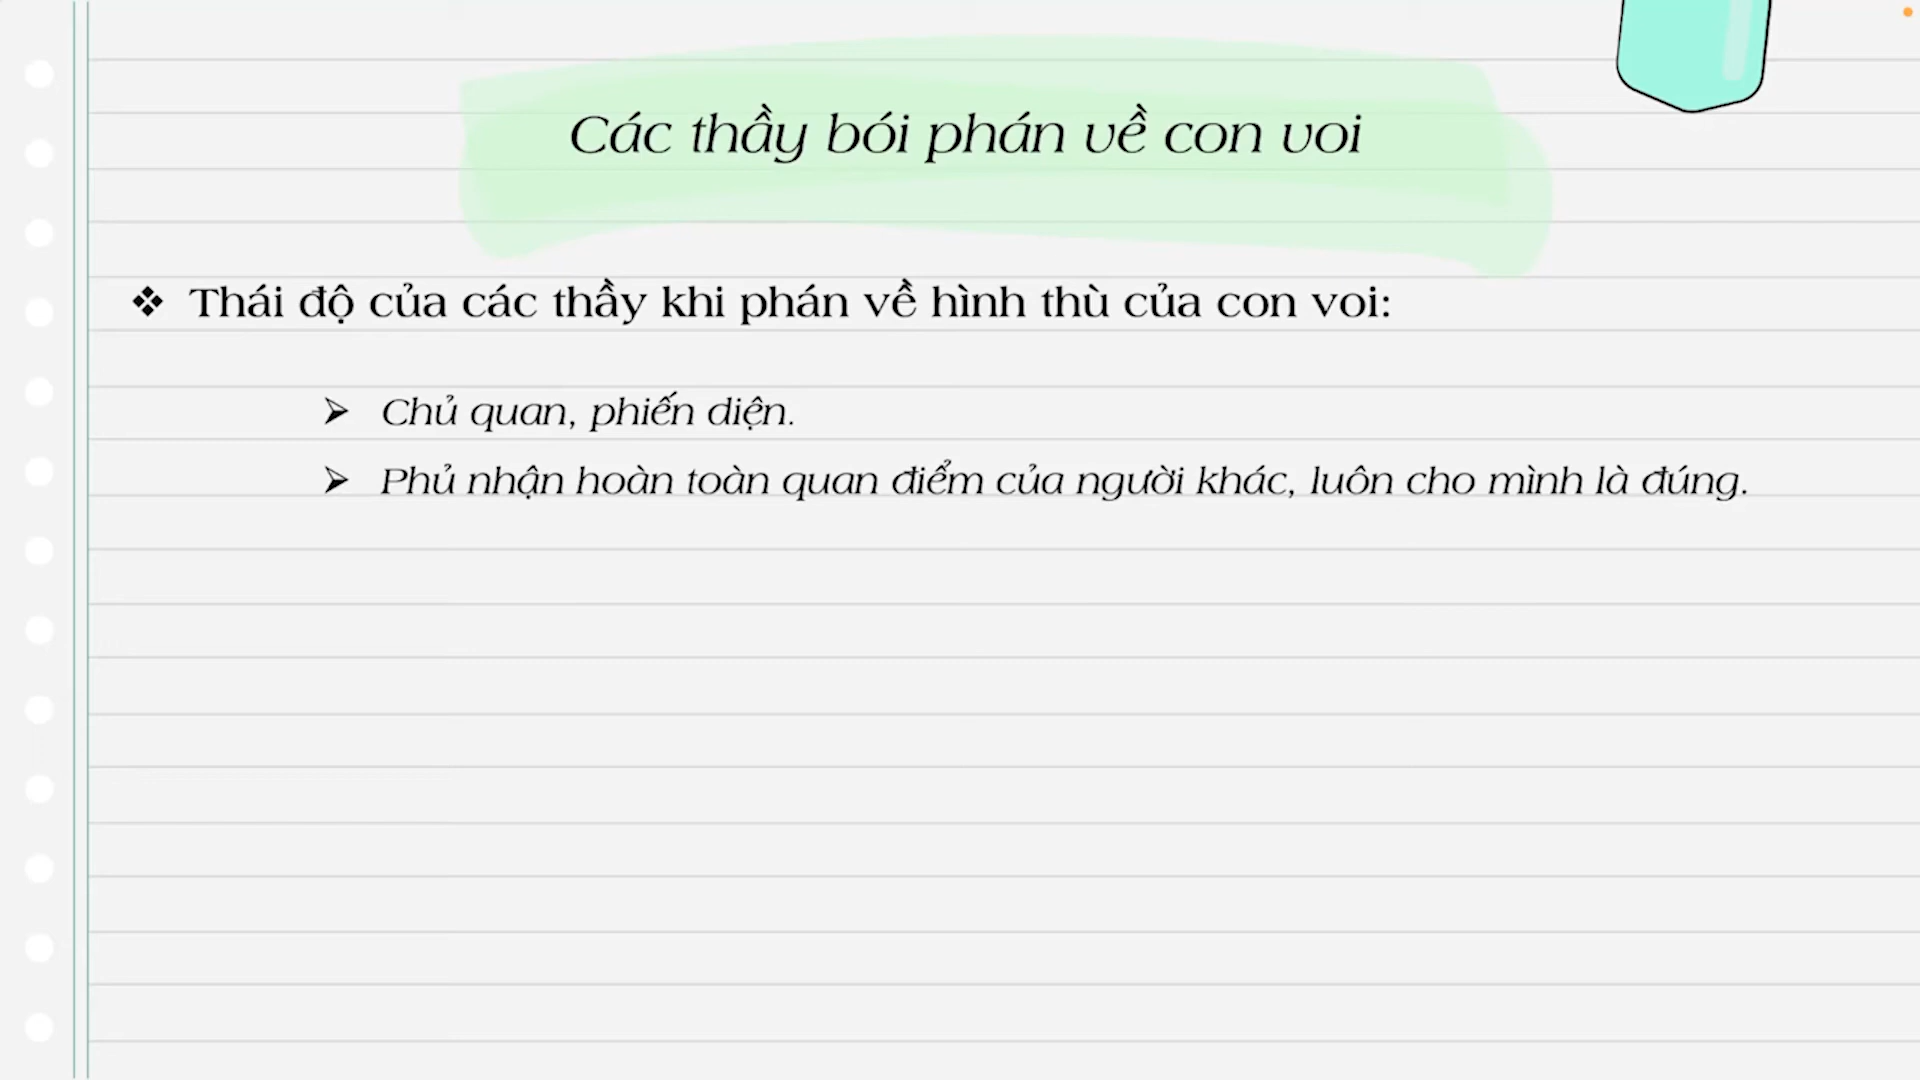 Các thầy bói phán về con voi
❖ Thái độ của các thầy khi phán về hình thù của con voi:
➢ Chủ quan, phiến diện.
➢ Phủ nhận hoàn toàn quan điểm của người khác, luôn cho mình là đúng.